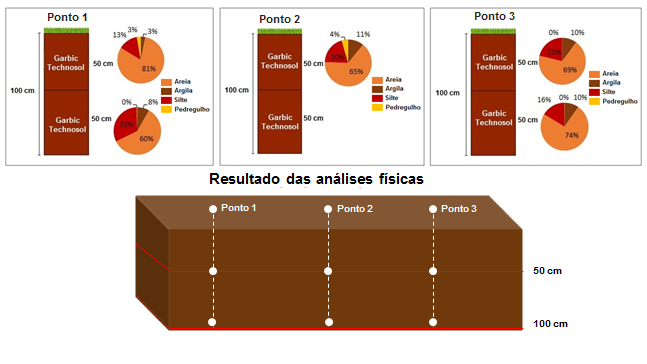 Ponto 1
3%
3%
13%
81%
Garbic
Technosol
50 cm
100 cm
Areia
Argila
Silte
Pedregulho
Garbic
Technosol
50 cm
0%
8%
32%
60%
Ponto 2
4%
11%
20%
65%
Garbic
Technosol
50 cm
100 cm
Areia
Argila
Silte
Pedregulho
Garbic
Technosol
50 cm
Ponto 3
0%
10%
21%
69%
Garbic
Technosol
50 cm
100 cm
Areia
Argila
Silte
Pedregulho
Garbic
Technosol
50 cm
16%
0%
10%
74%
Resultado das análises físicas
Ponto 1
Ponto 2
Ponto 3
50 cm
100 cm